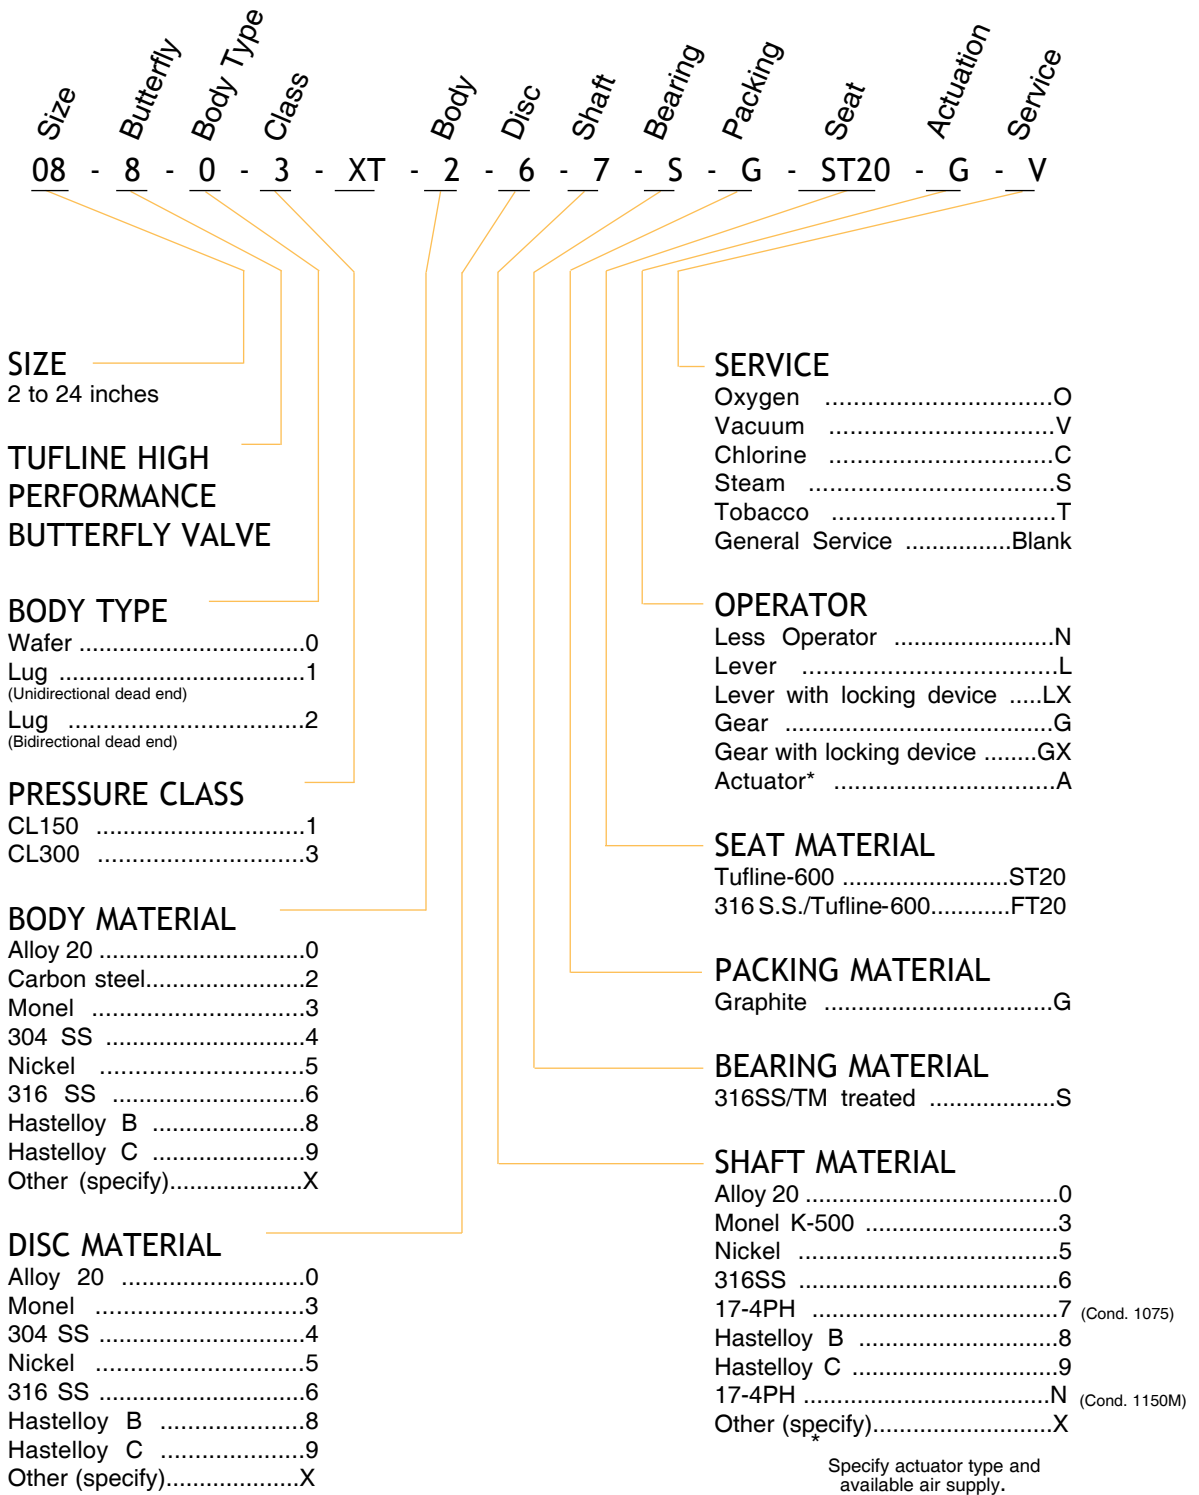 Size Butterfly Body Type Class Body Disc Shaft Bearing Packing Seat Actuation Service
08 - 8 - 0 - 3 - XT - 2 - 6 - 7 - S - G - ST20 - G - V
SIZE
2 to 24 inches
TUFLINE HIGH
PERFORMANCE
BUTTERFLY VALVE
BODY TYPE
Wafer ..................................0
Lug .....................................1
(Unidirectional dead end)
Lug ...................................2
(Bidirectional dead end)
PRESSURE CLASS
CL150 ...............................1
CL300 ...............................3
BODY MATERIAL
Alloy 20 ...............................0
Carbon steel........................2
Monel ................................3
304 SS ..............................4
Nickel ...............................5
316 SS .............................6
Hastelloy B .......................8
Hastelloy C .......................9
Other (specify)....................X
DISC MATERIAL
Alloy 20 ............................0
Monel ................................3
304 SS ...............................4
Nickel ................................5
316 SS ...............................6
Hastelloy B ......................8
Hastelloy C ......................9
Other (specify)....................X
SERVICE
Oxygen ................................O
Vacuum ................................V
Chlorine ................................C
Steam ...................................S
Tobacco ................................T
General Service ...............Blank
OPERATOR
Less Operator .......................N
Lever ....................................L
Lever with locking device .....LX
Gear ......................................G
Gear with locking device ........GX
Actuator* ................................A
SEAT MATERIAL
Tufline-600 .........................ST20
316 S.S./Tufline-600............FT20
PACKING MATERIAL
Graphite .................................G
BEARING MATERIAL
316SS/TM treated ...................S
SHAFT MATERIAL
Alloy 20 ......................................0
Monel K-500 .............................3
Nickel .......................................5
316SS .......................................6
17-4PH .....................................7 (Cond. 1075)
Hastelloy B ..............................8
Hastelloy C ..............................9
17-4PH .....................................N (Cond. 1150M)
Other (specify)...........................X
*
Specify actuator type and
available air supply.